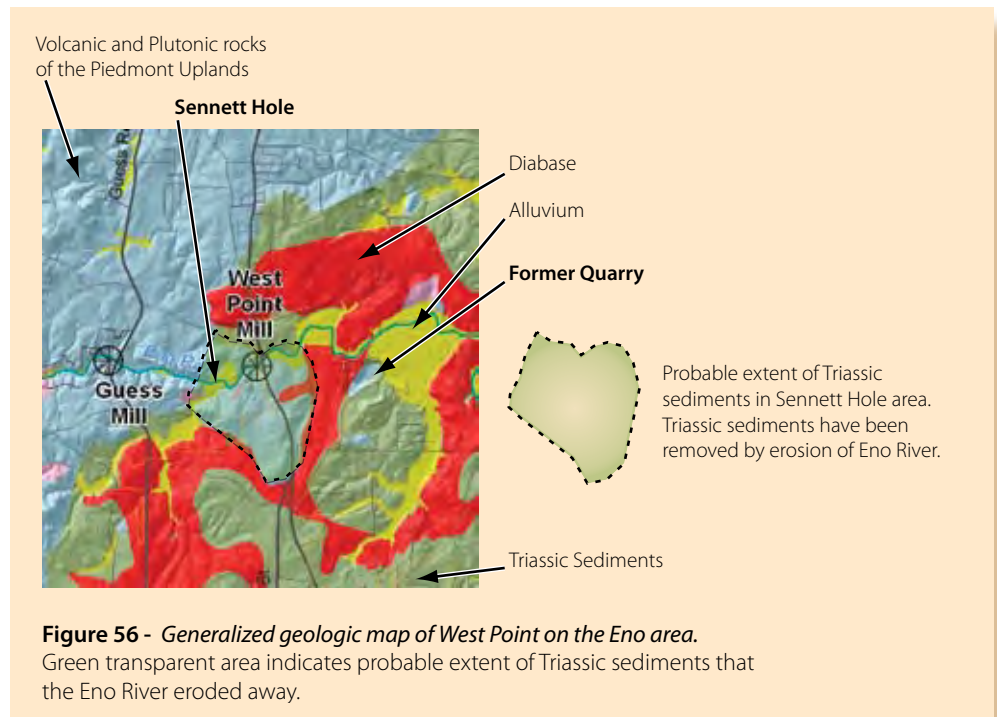 Volcanic and Plutonic rocks
of the Piedmont Uplands
Sennett Hole
Diabase
Alluvium
Former Quarry
West
Point
Mill
Guess
Mill
Probable extent of Triassic
sediments in Sennett Hole area.
Triassic sediments have been
removed by erosion of Eno River.
Triassic Sediments
Figure 56 - Generalized geologic map of West Point on the Eno area.
Green transparent area indicates probable extent of Triassic sediments that
the Eno River eroded away.